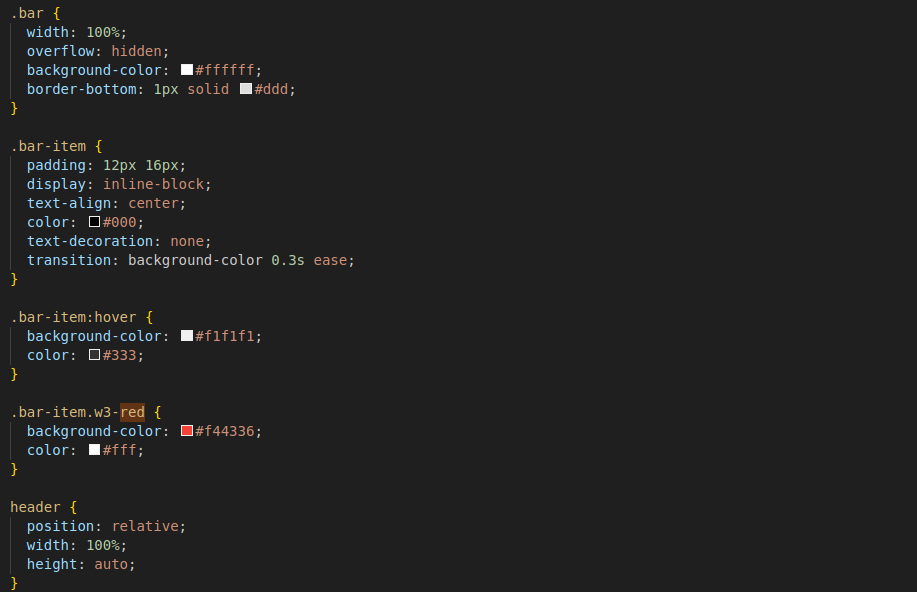 .bar {
  width: 100%;
  overflow: hidden;
  background-color: #ffffff;
  border-bottom: 1px solid #ddd;
}

.bar-item {
  padding: 12px 16px;
  display: inline-block;
  text-align: center;
  color: #000;
  text-decoration: none;
  transition: background-color 0.3s ease;
}

.bar-item:hover {
  background-color: #f1f1f1;
  color: #333;
}

.bar-item.w3-red {
  background-color: #f44336;
  color: #fff;
}

header {
  position: relative;
  width: 100%;
  height: auto;
}